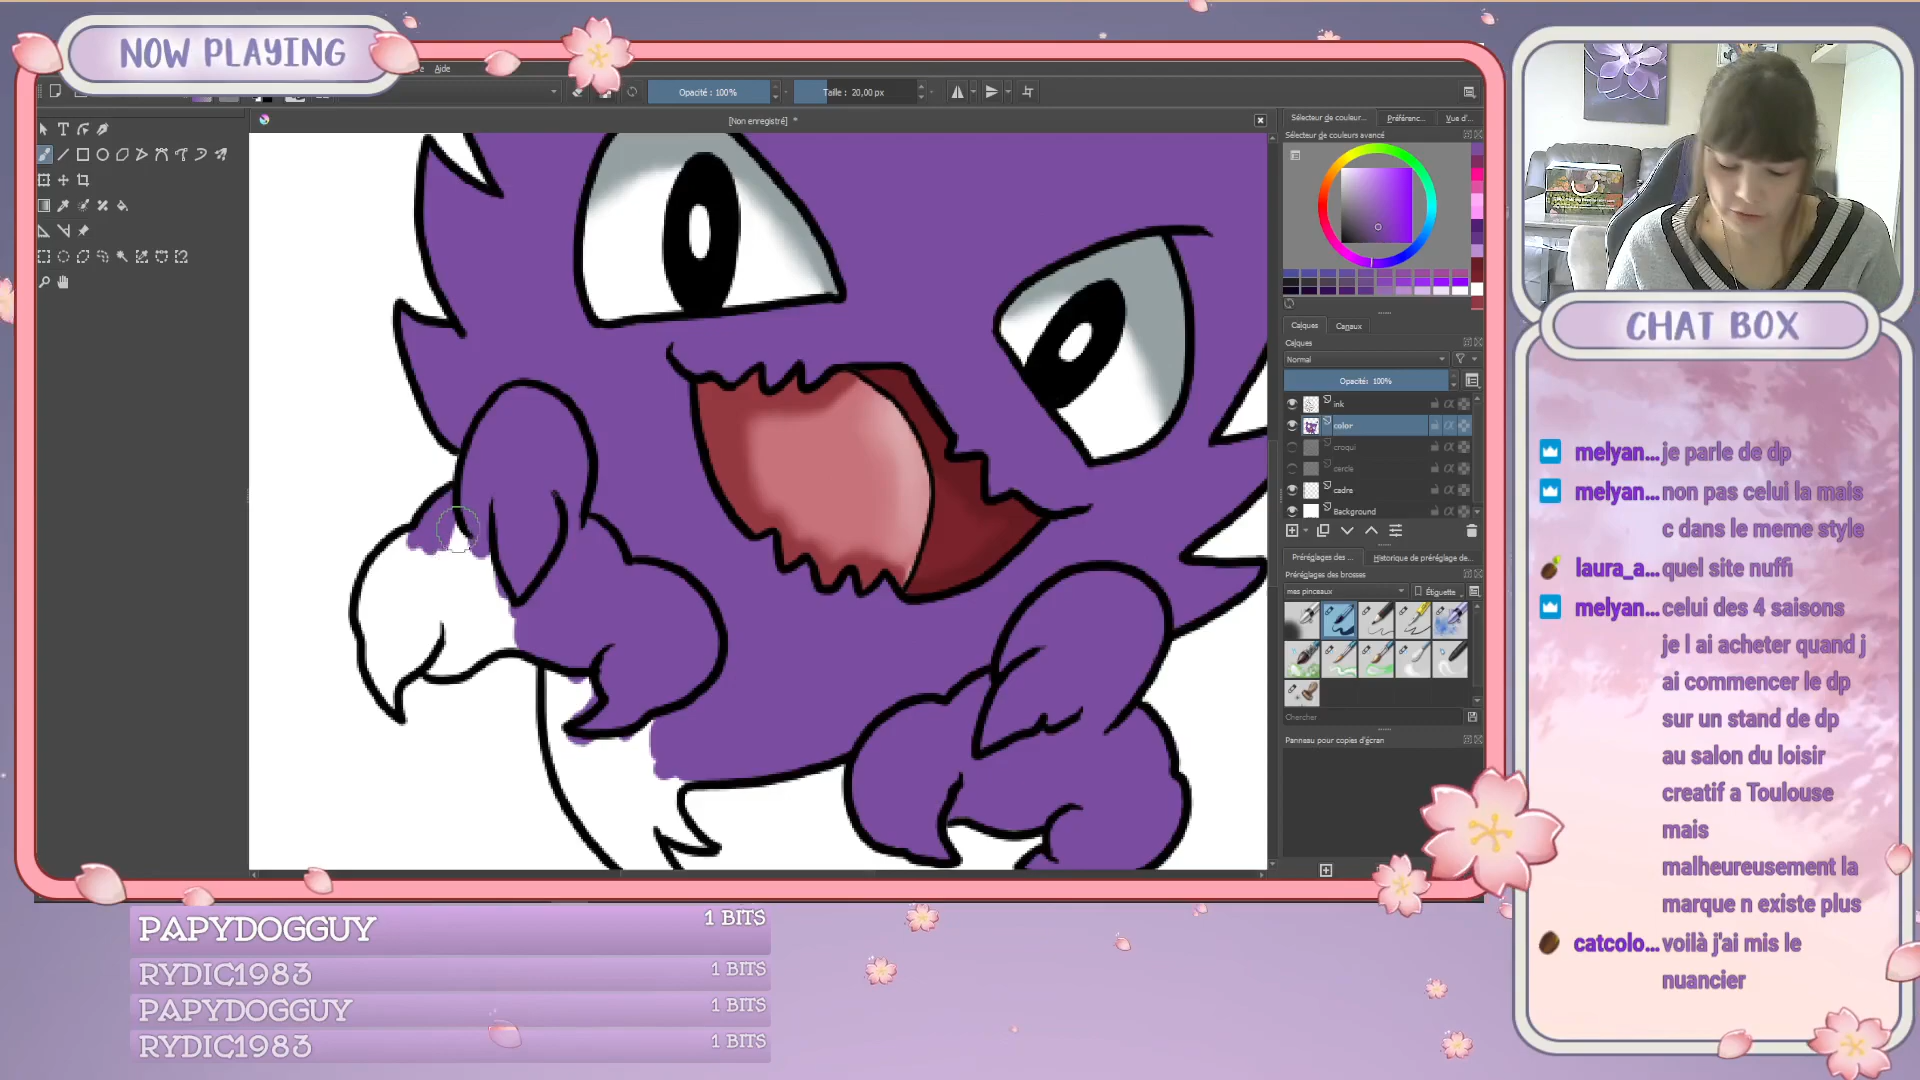 NOW PLAYING
Aide
Opacité : 100%
Taille : 20,00 px
[Non enregistré] *
Sélecteur de couleur...
Préférenc...
Vue d'...
Sélecteur de couleurs avancé
Calques
Canaux
Calques
Normal
Opacité: 100%
ink
color
croqui
cercle
cadre
Background
Préréglages des ...
Historique de préréglage de...
Préréglages des brosses
mes pinceaux
Étiquette
Chercher
Panneau pour copies d'écran
CHAT BOX
melyan... je parle de dp
melyan... non pas celui la mais
c dans le meme style
laura_a... quel site nuffi
melyan... celui des 4 saisons
je l ai acheter quand j
ai commencer le dp
sur un stand de dp
au salon du loisir
creatif a Toulouse
mais
malheureusement la
marque n existe plus
catcolo... voilà j'ai mis le
nuancier
PAPYDOGGUY 1 BITS
RYDIC1983 1 BITS
PAPYDOGGUY 1 BITS
RYDIC1983 1 BITS